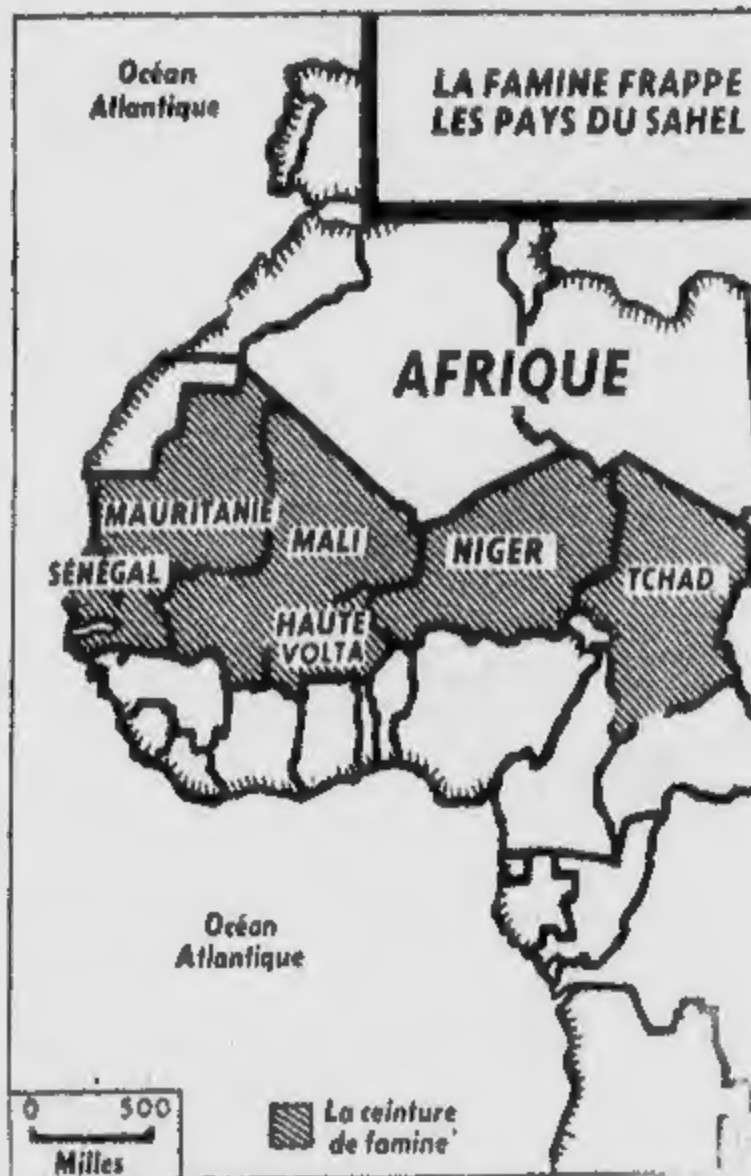 Océan
Atlantique
LA FAMINE FRAPPE
LES PAYS DU SAHEL
AFRIQUE
MAURITANIE
MALI
NIGER
SÉNÉGAL
TCHAD
HAUTE
VOLTA
Océan
Atlantique
0 500
Milles
La ceinture
de famine